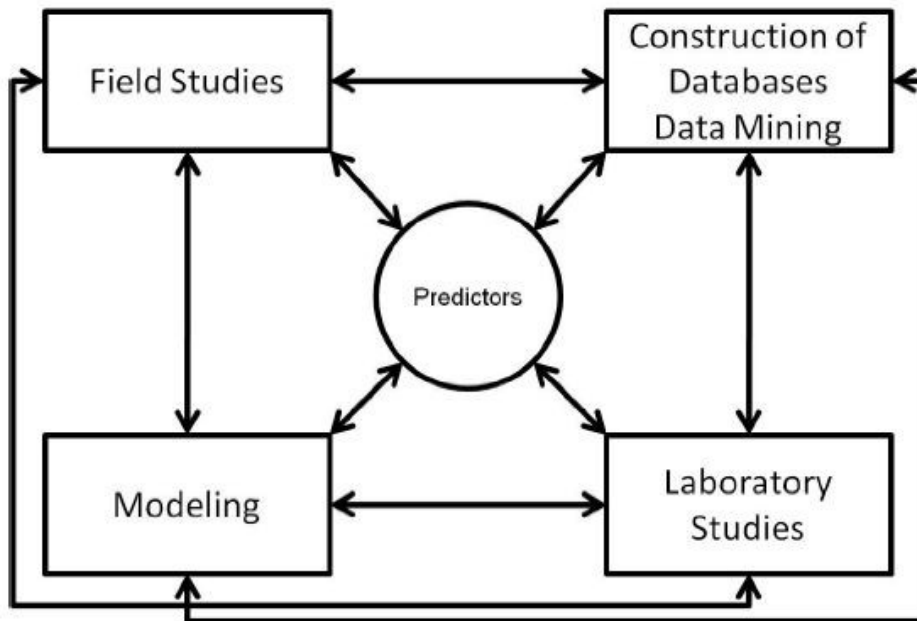 Field Studies
Construction of
Databases
Data Mining
Predictors
Modeling
Laboratory
Studies